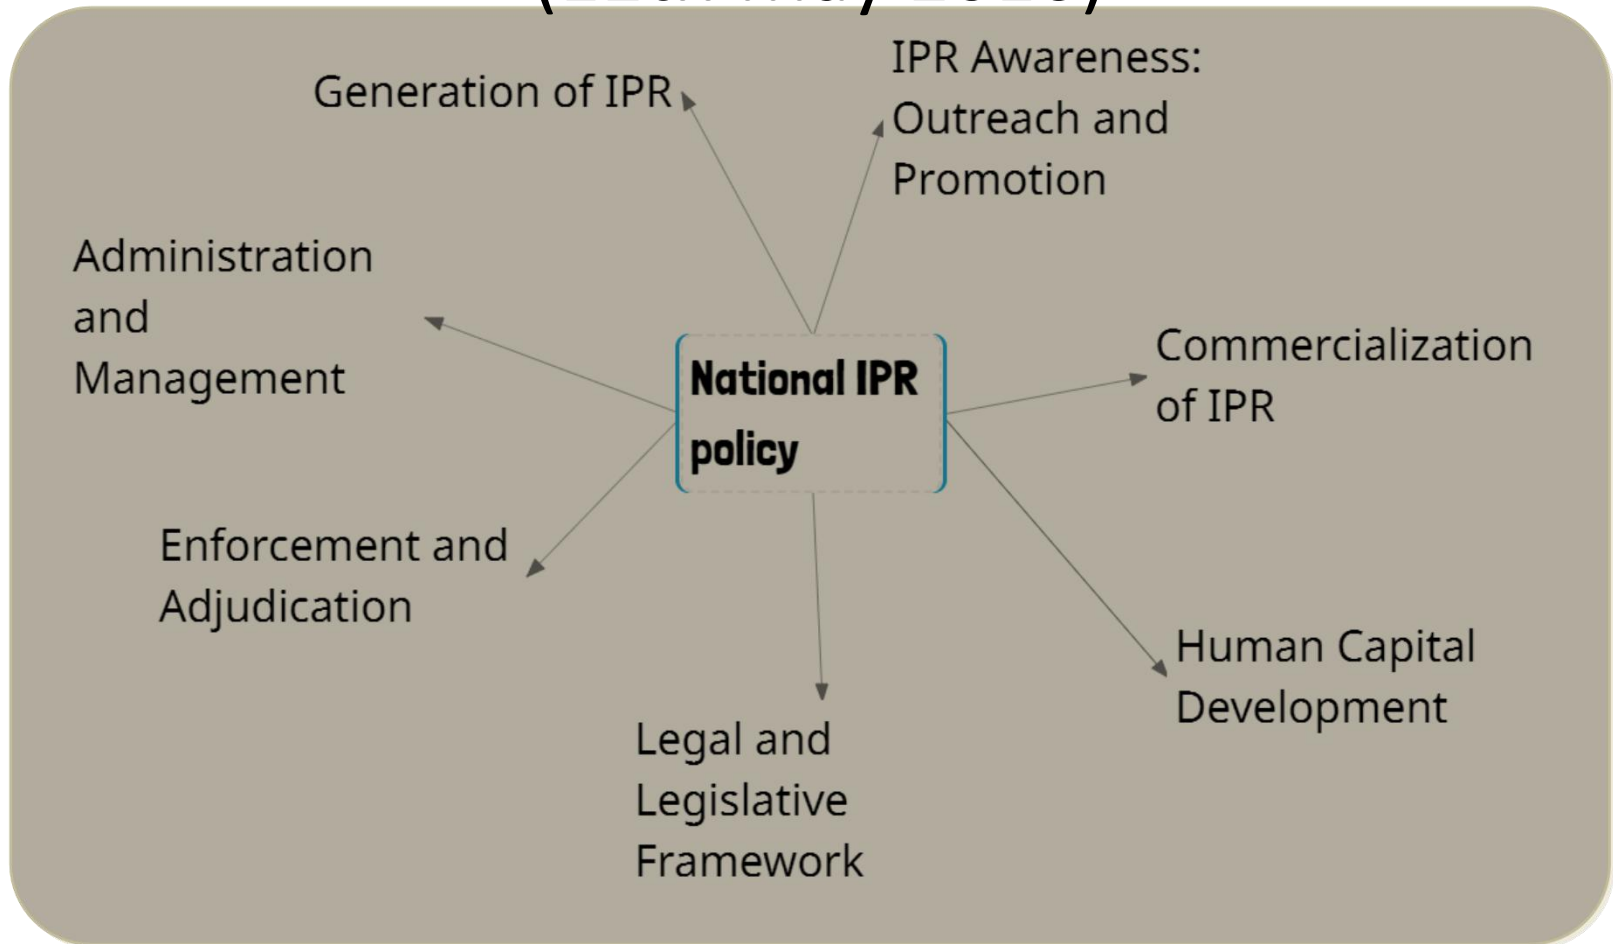 Generation of IPR
IPR Awareness:
Outreach and
Promotion
Administration
and
Management
National IPR
policy
Commercialization
of IPR
Enforcement and
Adjudication
Human Capital
Development
Legal and
Legislative
Framework